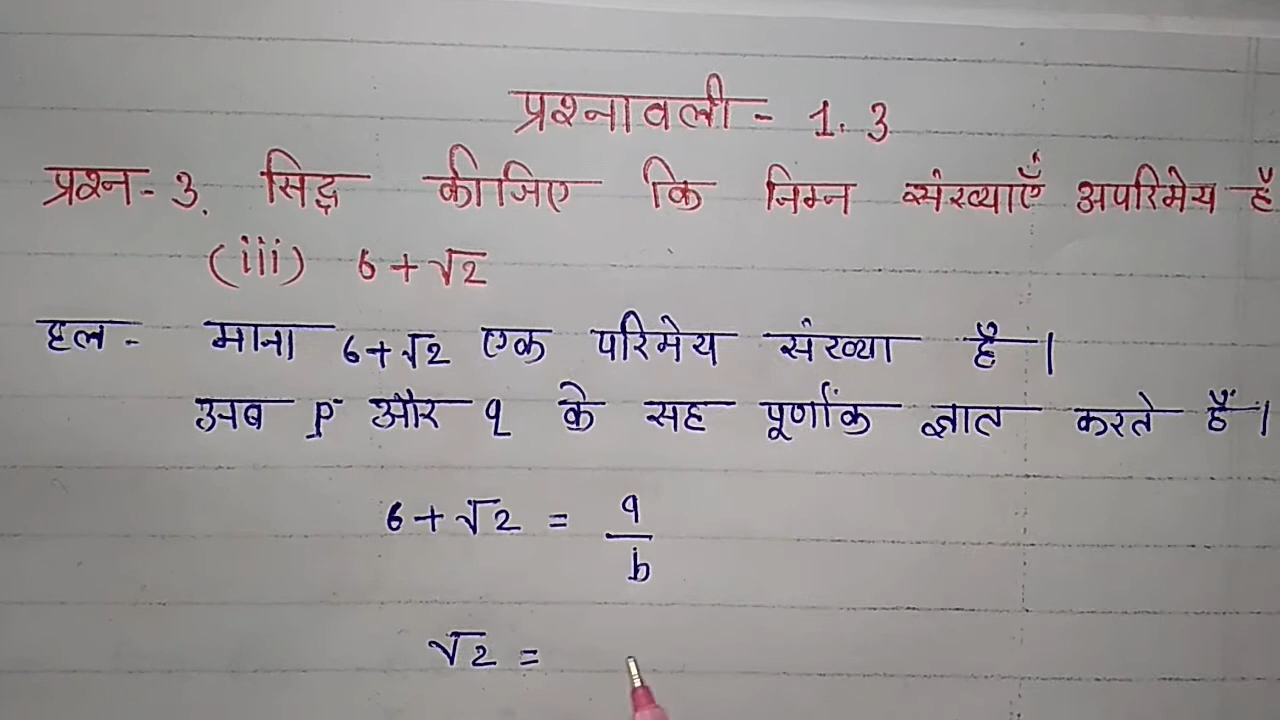 प्रश्नावली - 1.3
प्रश्न - 3. सिद्ध कीजिए कि निम्न संख्याएँ अपरिमेय हैं
(iii) 6+√2
हल - माना 6+√2 एक परिमेय संख्या है।
अब p और q के सह पूर्णांक ज्ञात करते हैं।
6+√2 = a/b
√2 =